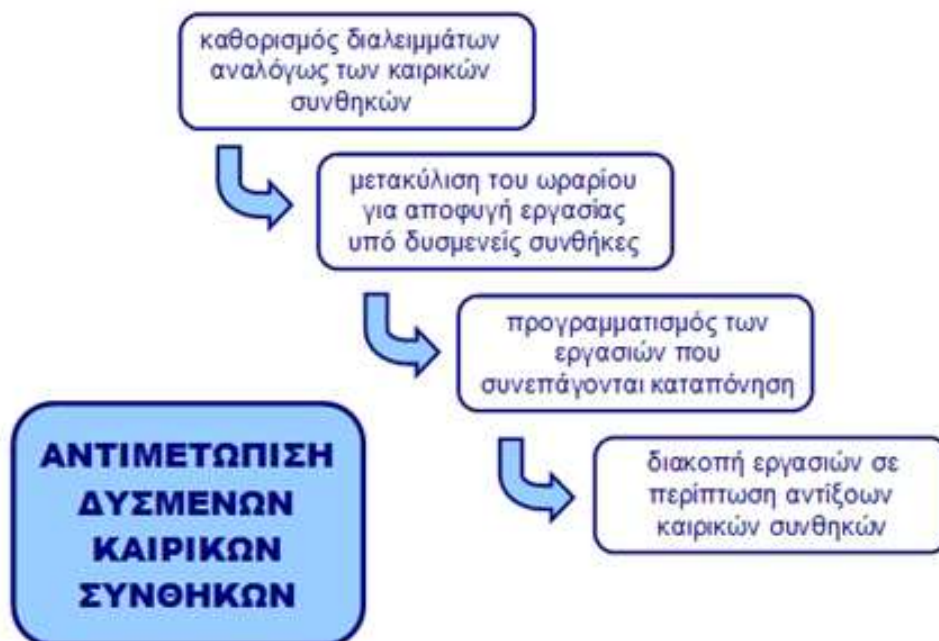 καθορισμός διαλειμμάτων
αναλόγως των καιρικών
συνθηκών
μετακύλιση του ωραρίου
για αποφυγή εργασίας
υπό δυσμενείς συνθήκες
προγραμματισμός των
εργασιών που
συνεπάγονται καταπόνηση
διακοπή εργασιών σε
περίπτωση αντίξοων
καιρικών συνθηκών
ΑΝΤΙΜΕΤΩΠΙΣΗ
ΔΥΣΜΕΝΩΝ
ΚΑΙΡΙΚΩΝ
ΣΥΝΘΗΚΩΝ